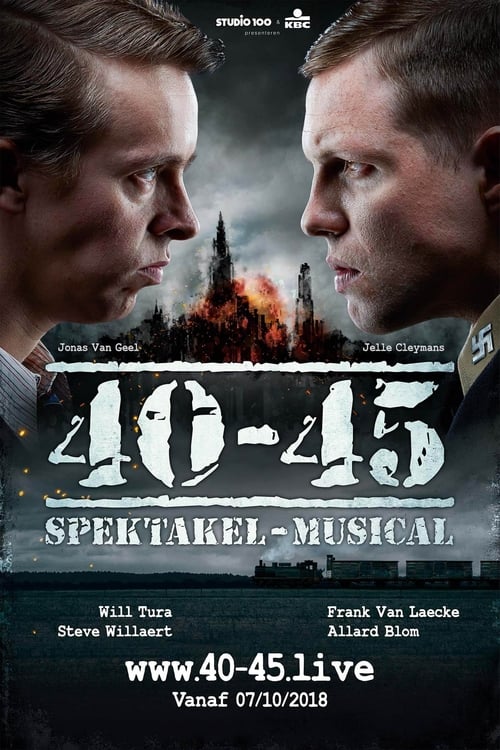 STUDIO 100 & KBC
presenteren
Jonas Van Geel
Jelle Cleymans
40-45
SPEKTAKEL-MUSICAL
Will Tura
Steve Willaert
Frank Van Laecke
Allard Blom
www.40-45.live
Vanaf 07/10/2018